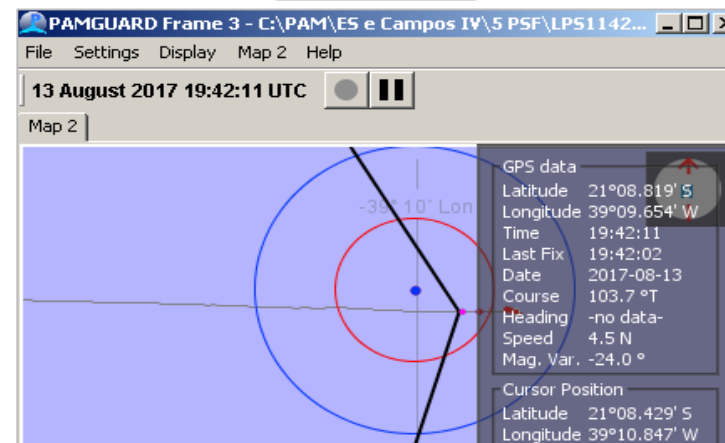 PAMGUARD Frame 3 - C:\PAM\ES e Campos IV\5 PSF\LPS1142...
File Settings Display Map 2 Help
13 August 2017 19:42:11 UTC
Map 2
-39° 10' Lon
GPS data
Latitude 21°08.819' S
Longitude 39°09.654' W
Time 19:42:11
Last Fix 19:42:02
Date 2017-08-13
Course 103.7 °T
Heading -no data-
Speed 4.5 N
Mag. Var. -24.0 °
Cursor Position
Latitude 21°08.429' S
Longitude 39°10.847' W